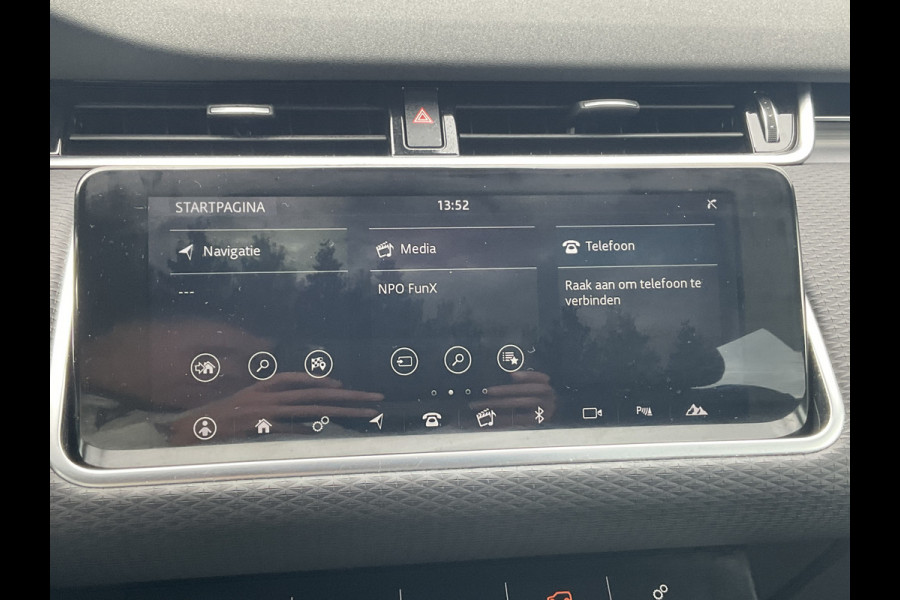 STARTPAGINA
13:52
Navigatie
Media
Telefoon
---
NPO FunX
Raak aan om telefoon te
verbinden